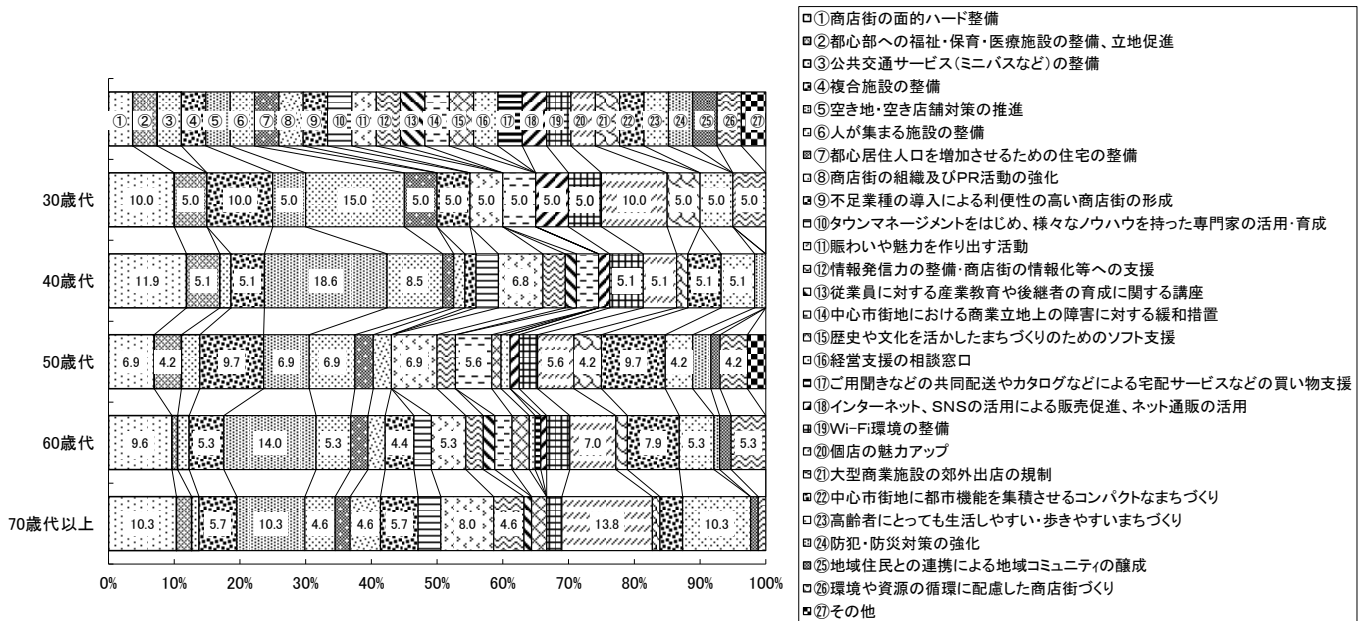 ① ② ③ ④ ⑤ ⑥ ⑦ ⑧ ⑨ ⑩ ⑪ ⑫ ⑬ ⑭ ⑮ ⑯ ⑰ ⑱ ⑲ ⑳ ㉑ ㉒ ㉓ ㉔ ㉕ ㉖ ㉗
30歳代 10.0 5.0 10.0 5.0 15.0 5.0 5.0 5.0 5.0 5.0 5.0 10.0 5.0 5.0 5.0
40歳代 11.9 5.1 5.1 18.6 8.5 6.8 5.1 5.1 5.1 5.1
50歳代 6.9 4.2 9.7 6.9 6.9 6.9 5.6 5.6 4.2 9.7 4.2 4.2
60歳代 9.6 5.3 14.0 5.3 4.4 5.3 7.0 7.9 5.3 5.3
70歳代以上 10.3 5.7 10.3 4.6 4.6 5.7 8.0 4.6 13.8 10.3
0% 10% 20% 30% 40% 50% 60% 70% 80% 90% 100%
①商店街の面的ハード整備
②都心部への福祉・保育・医療施設の整備、立地促進
③公共交通サービス(ミニバスなど)の整備
④複合施設の整備
⑤空き地・空き店舗対策の推進
⑥人が集まる施設の整備
⑦都心居住人口を増加させるための住宅の整備
⑧商店街の組織及びPR活動の強化
⑨不足業種の導入による利便性の高い商店街の形成
⑩タウンマネージメントをはじめ、様々なノウハウを持った専門家の活用・育成
⑪賑わいや魅力を作り出す活動
⑫情報発信力の整備・商店街の情報化等への支援
⑬従業員に対する産業教育や後継者の育成に関する講座
⑭中心市街地における商業立地上の障害に対する緩和措置
⑮歴史や文化を活かしたまちづくりのためのソフト支援
⑯経営支援の相談窓口
⑰ご用聞きなどの共同配送やカタログなどによる宅配サービスなどの買い物支援
⑱インターネット、SNSの活用による販売促進、ネット通販の活用
⑲Wi-Fi環境の整備
⑳個店の魅力アップ
㉑大型商業施設の郊外出店の規制
㉒中心市街地に都市機能を集積させるコンパクトなまちづくり
㉓高齢者にとっても生活しやすい・歩きやすいまちづくり
㉔防犯・防災対策の強化
㉕地域住民との連携による地域コミュニティの醸成
㉖環境や資源の循環に配慮した商店街づくり
㉗その他